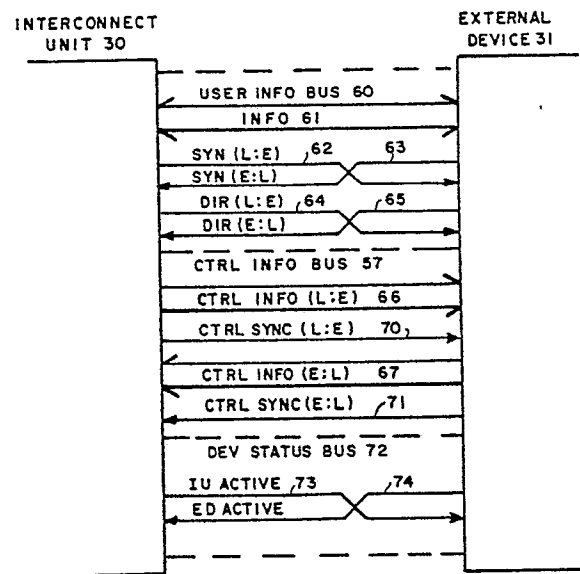 INTERCONNECT
UNIT 30
EXTERNAL
DEVICE 31
USER INFO BUS 60
INFO 61
SYN (L:E) 62 63
SYN (E:L)
DIR (L:E) 64 65
DIR (E:L)
CTRL INFO BUS 57
CTRL INFO (L:E) 66
CTRL SYNC (L:E) 70
CTRL INFO (E:L) 67
CTRL SYNC (E:L) 71
DEV STATUS BUS 72
IU ACTIVE 73 74
ED ACTIVE